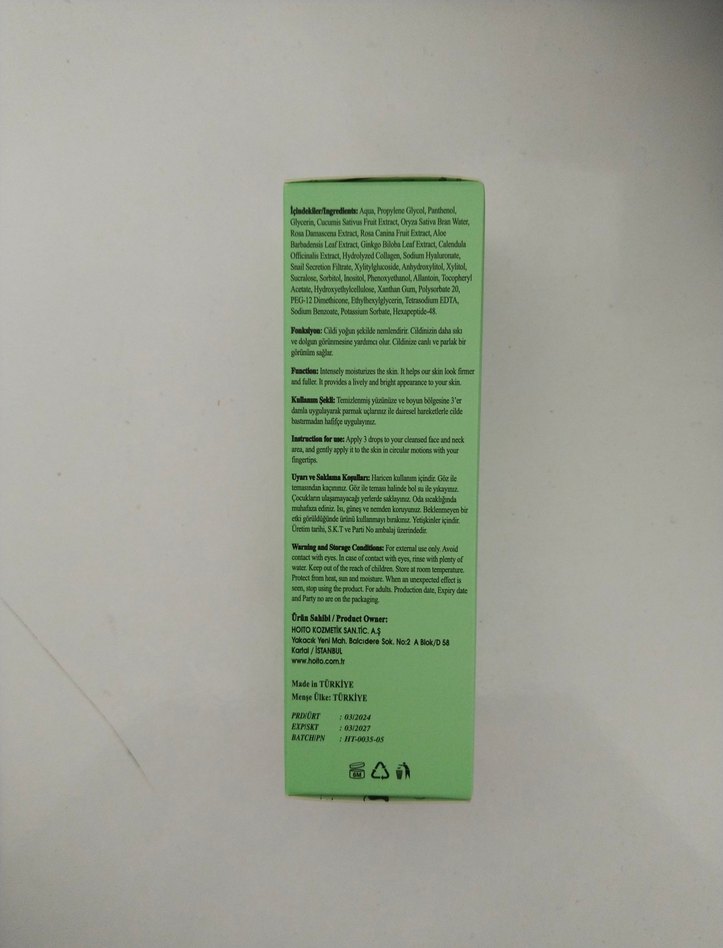 İçindekiler/Ingredients: Aqua, Propylene Glycol, Panthenol,
Glycerin, Cucumis Sativus Fruit Extract, Oryza Sativa Bran Water,
Rosa Damascena Extract, Rosa Canina Fruit Extract, Aloe
Barbadensis Leaf Extract, Ginkgo Biloba Leaf Extract, Calendula
Officinalis Extract, Hydrolyzed Collagen, Sodium Hyaluronate,
Snail Secretion Filtrate, Xylitylglucoside, Anhydroxylitol, Xylitol,
Sucralose, Sorbitol, Inositol, Phenoxyethanol, Allantoin, Tocopheryl
Acetate, Hydroxyethylcellulose, Xanthan Gum, Polysorbate 20,
PEG-12 Dimethicone, Ethylhexylglycerin, Tetrasodium EDTA,
Sodium Benzoate, Potassium Sorbate, Hexapeptide-48.
Fonksiyon: Cildi yoğun şekilde nemlendirir. Cildinizin daha sıkı
ve dolgun görünmesine yardımcı olur. Cildinize canlı ve parlak bir
görünüm sağlar.
Function: Intensely moisturizes the skin. It helps our skin look firmer
and fuller. It provides a lively and bright appearance to your skin.
Kullanım Şekli: Temizlenmiş yüzünüze ve boyun bölgesine 3'er
damla uygulayarak parmak uçlarınız ile dairesel hareketlerle cilde
bastırmadan hafifçe uygulayınız.
Instruction for use: Apply 3 drops to your cleansed face and neck
area, and gently apply it to the skin in circular motions with your
fingertips.
Uyarı ve Saklama Koşulları: Haricen kullanım içindir. Göz ile
temasından kaçınınız. Göz ile teması halinde bol su ile yıkayınız.
Çocukların ulaşamayacağı yerlerde saklayınız. Oda sıcaklığında
muhafaza ediniz. Isı, güneş ve nemden koruyunuz. Beklenmeyen bir
etki görüldüğünde ürünü kullanmayı bırakınız. Yetişkinler içindir.
Üretim tarihi, S.K.T ve Parti No ambalaj üzerindedir.
Warning and Storage Conditions: For external use only. Avoid
contact with eyes. In case of contact with eyes, rinse with plenty of
water. Keep out of the reach of children. Store at room temperature.
Protect from heat, sun and moisture. When an unexpected effect is
seen, stop using the product. For adults. Production date, Expiry date
and Party no are on the packaging.
Ürün Sahibi / Product Owner:
HOITO KOZMETİK SAN.TİC. A.Ş
Yakacık Yeni Mah. Balcıdere Sok. No:2 A Blok/D 58
Kartal / İSTANBUL
www.hoito.com.tr
Made in TÜRKİYE
Menşe Ülke: TÜRKİYE
PRD/ÜRT : 03/2024
EXP/SKT : 03/2027
BATCH/PN : HT-0035-05
6M